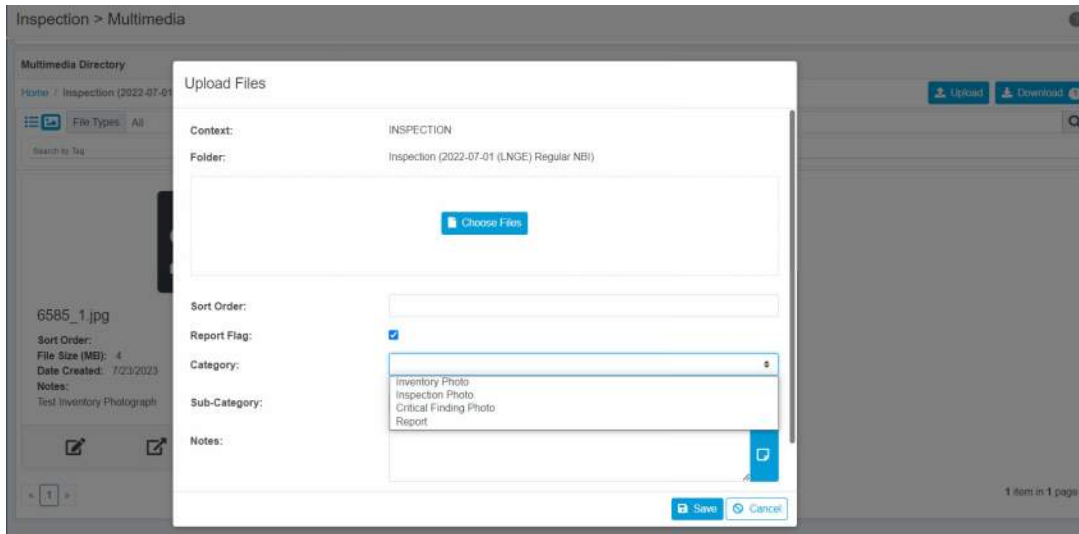 Inspection > Multimedia
Multimedia Directory
Home / Inspection (2022-07-01
Upload
Download 1
File Types All
Search by Tag
Upload Files
Context: INSPECTION
Folder: Inspection (2022-07-01 (LNGE) Regular NBI)
Choose Files
Sort Order:
Report Flag:
Category:
Inventory Photo
Inspection Photo
Critical Finding Photo
Report
Sub-Category:
Notes:
Save
Cancel
6585_1.jpg
Sort Order:
File Size (MB): 4
Date Created: 7/23/2023
Notes:
Test Inventory Photograph
« 1 »
1 item in 1 page